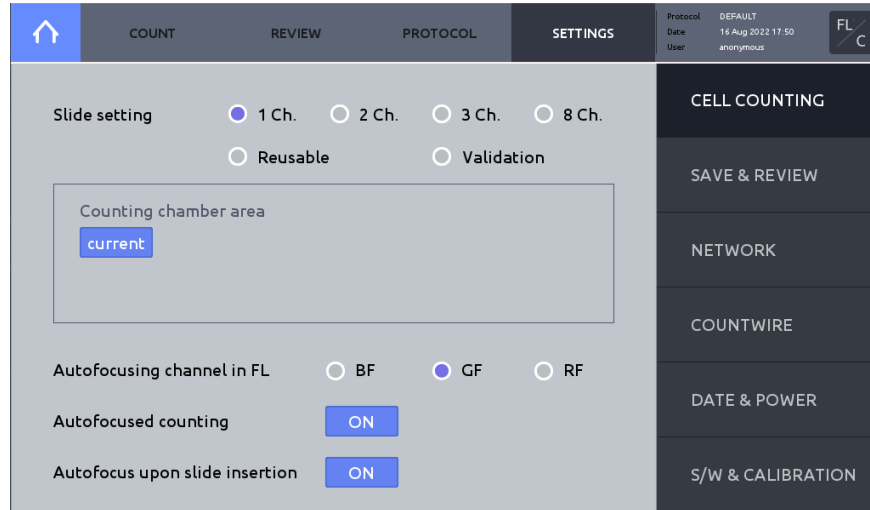 COUNT REVIEW PROTOCOL SETTINGS
Protocol DEFAULT
Date 16 Aug 2022 17:50
User anonymous
FL/C
Slide setting 1 Ch. 2 Ch. 3 Ch. 8 Ch.
Reusable Validation
Counting chamber area
current
Autofocusing channel in FL BF GF RF
Autofocused counting ON
Autofocus upon slide insertion ON
CELL COUNTING
SAVE & REVIEW
NETWORK
COUNTWIRE
DATE & POWER
S/W & CALIBRATION